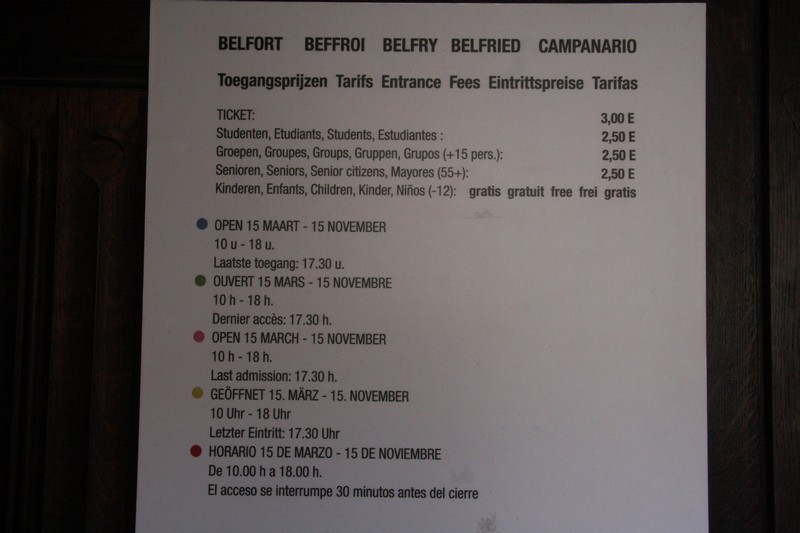 BELFORT BEFFROI BELFRY BELFRIED CAMPANARIO
Toegangsprijzen Tarifs Entrance Fees Eintrittspreise Tarifas
TICKET: 3,00 E
Studenten, Etudiants, Students, Estudiantes : 2,50 E
Groepen, Groupes, Groups, Gruppen, Grupos (+15 pers.): 2,50 E
Senioren, Seniors, Senior citizens, Mayores (55+): 2,50 E
Kinderen, Enfants, Children, Kinder, Niños (-12): gratis gratuit free frei gratis
OPEN 15 MAART - 15 NOVEMBER
10 u - 18 u.
Laatste toegang: 17.30 u.
OUVERT 15 MARS - 15 NOVEMBRE
10 h - 18 h.
Dernier accès: 17.30 h.
OPEN 15 MARCH - 15 NOVEMBER
10 h - 18 h.
Last admission: 17.30 h.
GEÖFFNET 15. MÄRZ - 15. NOVEMBER
10 Uhr - 18 Uhr
Letzter Eintritt: 17.30 Uhr
HORARIO 15 DE MARZO - 15 DE NOVIEMBRE
De 10.00 h a 18.00 h.
El acceso se interrumpe 30 minutos antes del cierre